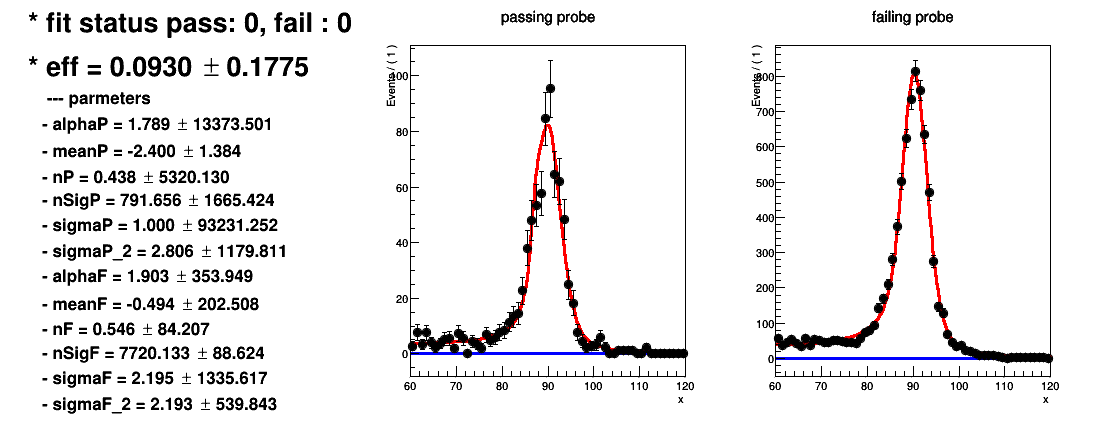 * fit status pass: 0, fail : 0
* eff = 0.0930 ± 0.1775
--- parmeters
- alphaP = 1.789 ± 13373.501
- meanP = -2.400 ± 1.384
- nP = 0.438 ± 5320.130
- nSigP = 791.656 ± 1665.424
- sigmaP = 1.000 ± 93231.252
- sigmaP_2 = 2.806 ± 1179.811
- alphaF = 1.903 ± 353.949
- meanF = -0.494 ± 202.508
- nF = 0.546 ± 84.207
- nSigF = 7720.133 ± 88.624
- sigmaF = 2.195 ± 1335.617
- sigmaF_2 = 2.193 ± 539.843
passing probe
Events / ( 1 )
100
80
60
40
20
0
60 70 80 90 100 110 120
x
failing probe
Events / ( 1 )
800
700
600
500
400
300
200
100
0
60 70 80 90 100 110 120
x